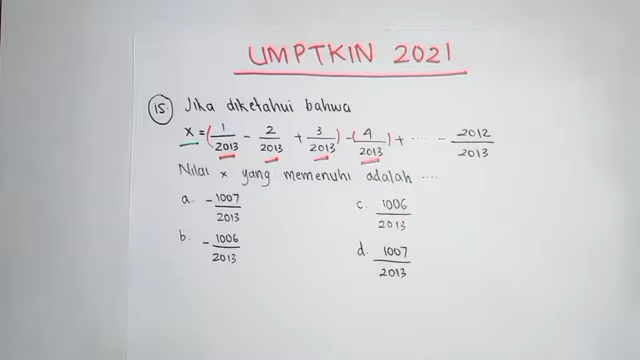 UMPTKIN 2021
15 Jika diketahui bahwa
x = (1/2013 - 2/2013 + 3/2013) - (4/2013) + .... - 2012/2013
Nilai x yang memenuhi adalah ....
a. - 1007/2013
b. - 1006/2013
c. 1006/2013
d. 1007/2013